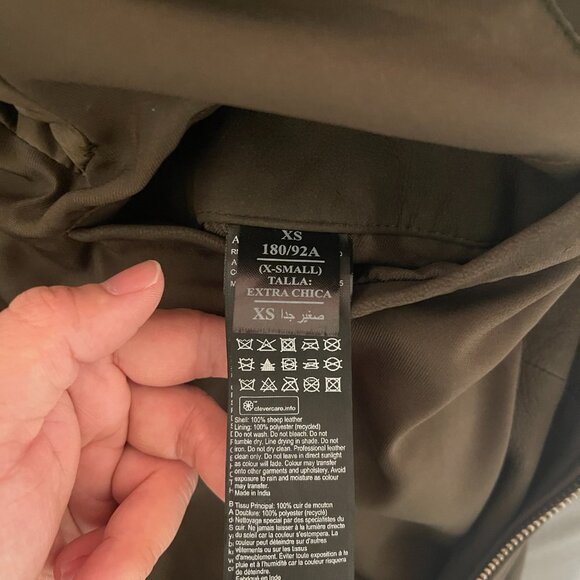 XS
180/92A
(X-SMALL)
TALLA:
EXTRA CHICA
XS صغير جدا
clevercare.info
Shell: 100% sheep leather
Lining: 100% polyester (recycled)
Do not wash. Do not bleach. Do not
tumble dry. Line drying in shade. Do not
iron. Do not dry clean. Professional leather
clean only. Do not leave in direct sunlight
as colour will fade. Colour may transfer
onto other garments and upholstery. Avoid
exposure to rain and moisture as colour
may transfer.
Made in India
Tissu Principal: 100% cuir de mouton
Doublure: 100% polyester (recyclé)
Nettoyage spécial par des spécialistes du
cuir. Ne jamais laisser à la lumière directe
du soleil car la couleur s'estompera. La
couleur peut déteindre sur d'autres
vêtements ou sur les tissus
d'ameublement. Éviter toute exposition à la
pluie et à l'humidité car la couleur risque
de déteindre.
Fabriqué en Inde